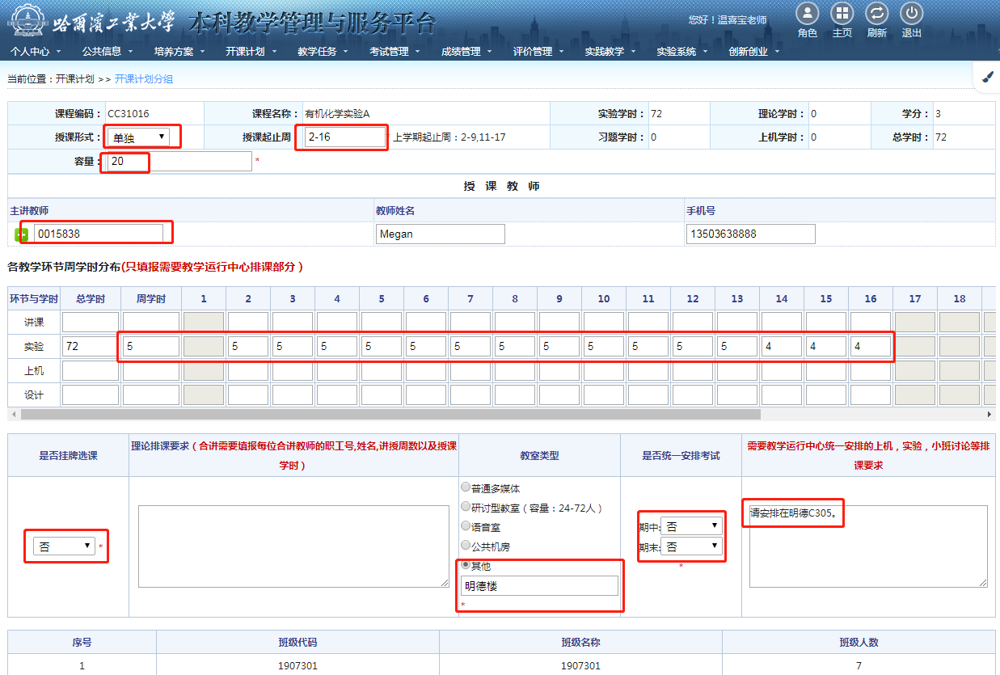 哈尔滨工业大学 本科教学管理与服务平台
您好！温喜宝老师
角色 主页 刷新 退出
个人中心 公共信息 培养方案 开课计划 教学任务 考试管理 成绩管理 评价管理 实践教学 实验系统 创新创业
当前位置：开课计划 >> 开课计划分组
课程编码： CC31016 课程名称： 有机化学实验A 实验学时： 72 理论学时： 0 学分： 3
授课形式： 单独 授课起止周 2-16 * 上学期起止周：2-9,11-17 习题学时： 0 上机学时： 0 总学时： 72
容量： 20 *
授 课 教 师
主讲教师 教师姓名 手机号
0015838 Megan 13503638888
各教学环节周学时分布(只填报需要教学运行中心排课部分）
环节与学时 总学时 周学时 1 2 3 4 5 6 7 8 9 10 11 12 13 14 15 16 17 18
讲课
实验 72 5 5 5 5 5 5 5 5 5 5 5 5 5 4 4 4
上机
设计
是否挂牌选课 理论排课要求（合讲需要填报每位合讲教师的职工号,姓名,讲授周数以及授课学时） 教室类型 是否统一安排考试 需要教学运行中心统一安排的上机，实验，小班讨论等排课要求
否 *
普通多媒体
研讨型教室（容量：24-72人）
语音室
公共机房
其他
明德楼
*
期中: 否
期末: 否
*
请安排在明德C305。
序号 班级代码 班级名称 班级人数
1 1907301 1907301 7